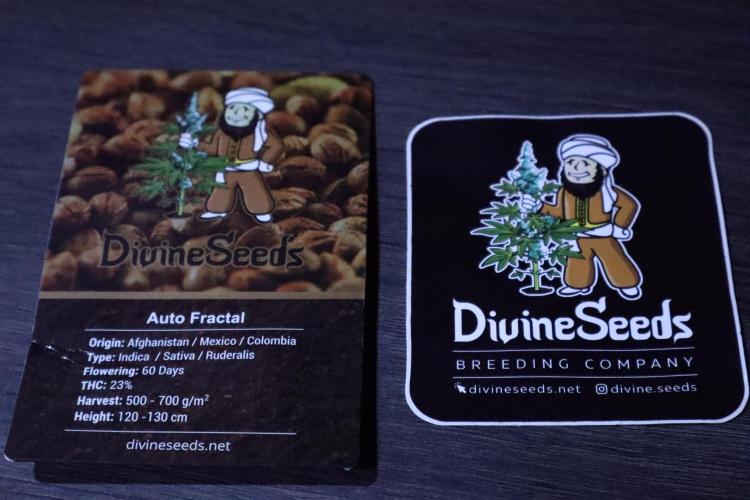 DivineSeeds
Auto Fractal
Origin: Afghanistan / Mexico / Colombia
Type: Indica / Sativa / Ruderalis
Flowering: 60 Days
THC: 23%
Harvest: 500 - 700 g/m²
Height: 120 -130 cm
divineseeds.net
DivineSeeds
BREEDING COMPANY
divineseeds.net divine.seeds